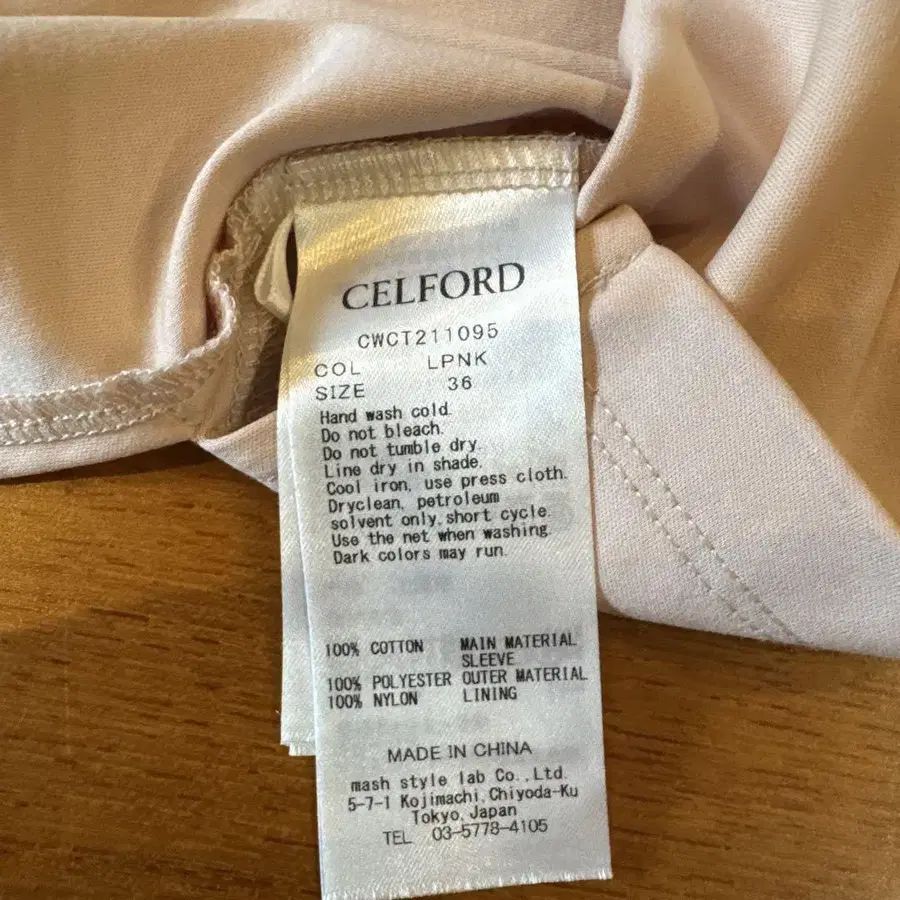 CELFORD
CWCT211095
COL LPNK
SIZE 36
Hand wash cold.
Do not bleach.
Do not tumble dry.
Line dry in shade.
Cool iron, use press cloth.
Dryclean, petroleum
solvent only,short cycle.
Use the net when washing.
Dark colors may run.
100% COTTON MAIN MATERIAL
SLEEVE
100% POLYESTER OUTER MATERIAL
100% NYLON LINING
MADE IN CHINA
mash style lab Co.,Ltd.
5-7-1 Kojimachi,Chiyoda-Ku
Tokyo,Japan
TEL 03-5778-4105